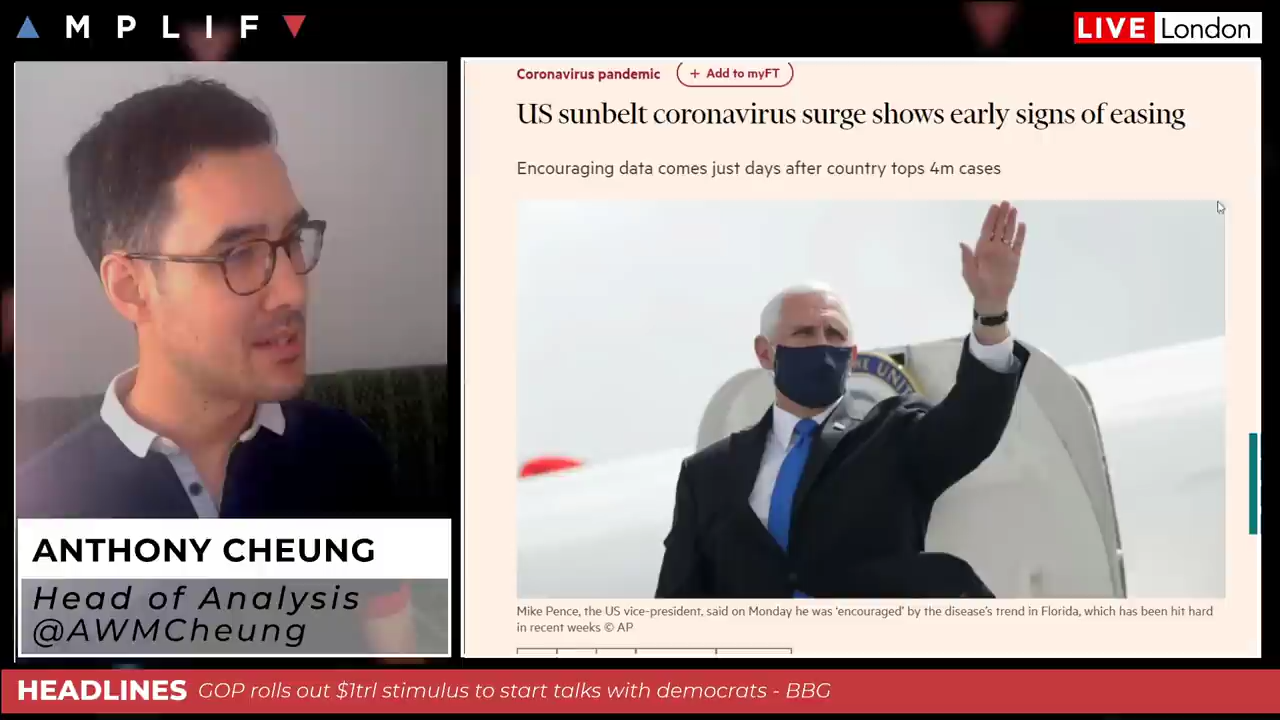 AMPLIFY
LIVE London
Coronavirus pandemic
+ Add to myFT
US sunbelt coronavirus surge shows early signs of easing
Encouraging data comes just days after country tops 4m cases
UNIT
Mike Pence, the US vice-president, said on Monday he was ‘encouraged’ by the disease’s trend in Florida, which has been hit hard
in recent weeks © AP
ANTHONY CHEUNG
Head of Analysis
@AWMCheung
HEADLINES GOP rolls out $1trl stimulus to start talks with democrats - BBG